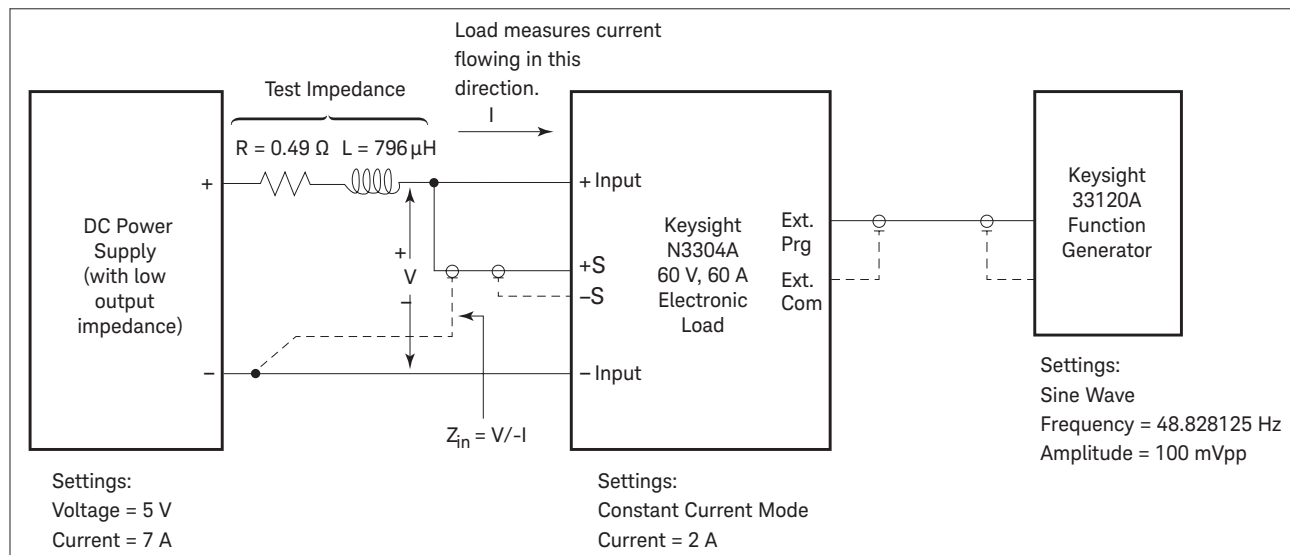 Load measures current
flowing in this
direction.
I
Test Impedance
R = 0.49 Ω L = 796 µH
+
DC Power
Supply
(with low
output
impedance)
–
+
V
–
Z_in = V/-I
+ Input
+S
–S
– Input
Keysight
N3304A
60 V, 60 A
Electronic
Load
Ext.
Prg
Ext.
Com
Keysight
33120A
Function
Generator
Settings:
Voltage = 5 V
Current = 7 A
Settings:
Constant Current Mode
Current = 2 A
Settings:
Sine Wave
Frequency = 48.828125 Hz
Amplitude = 100 mVpp